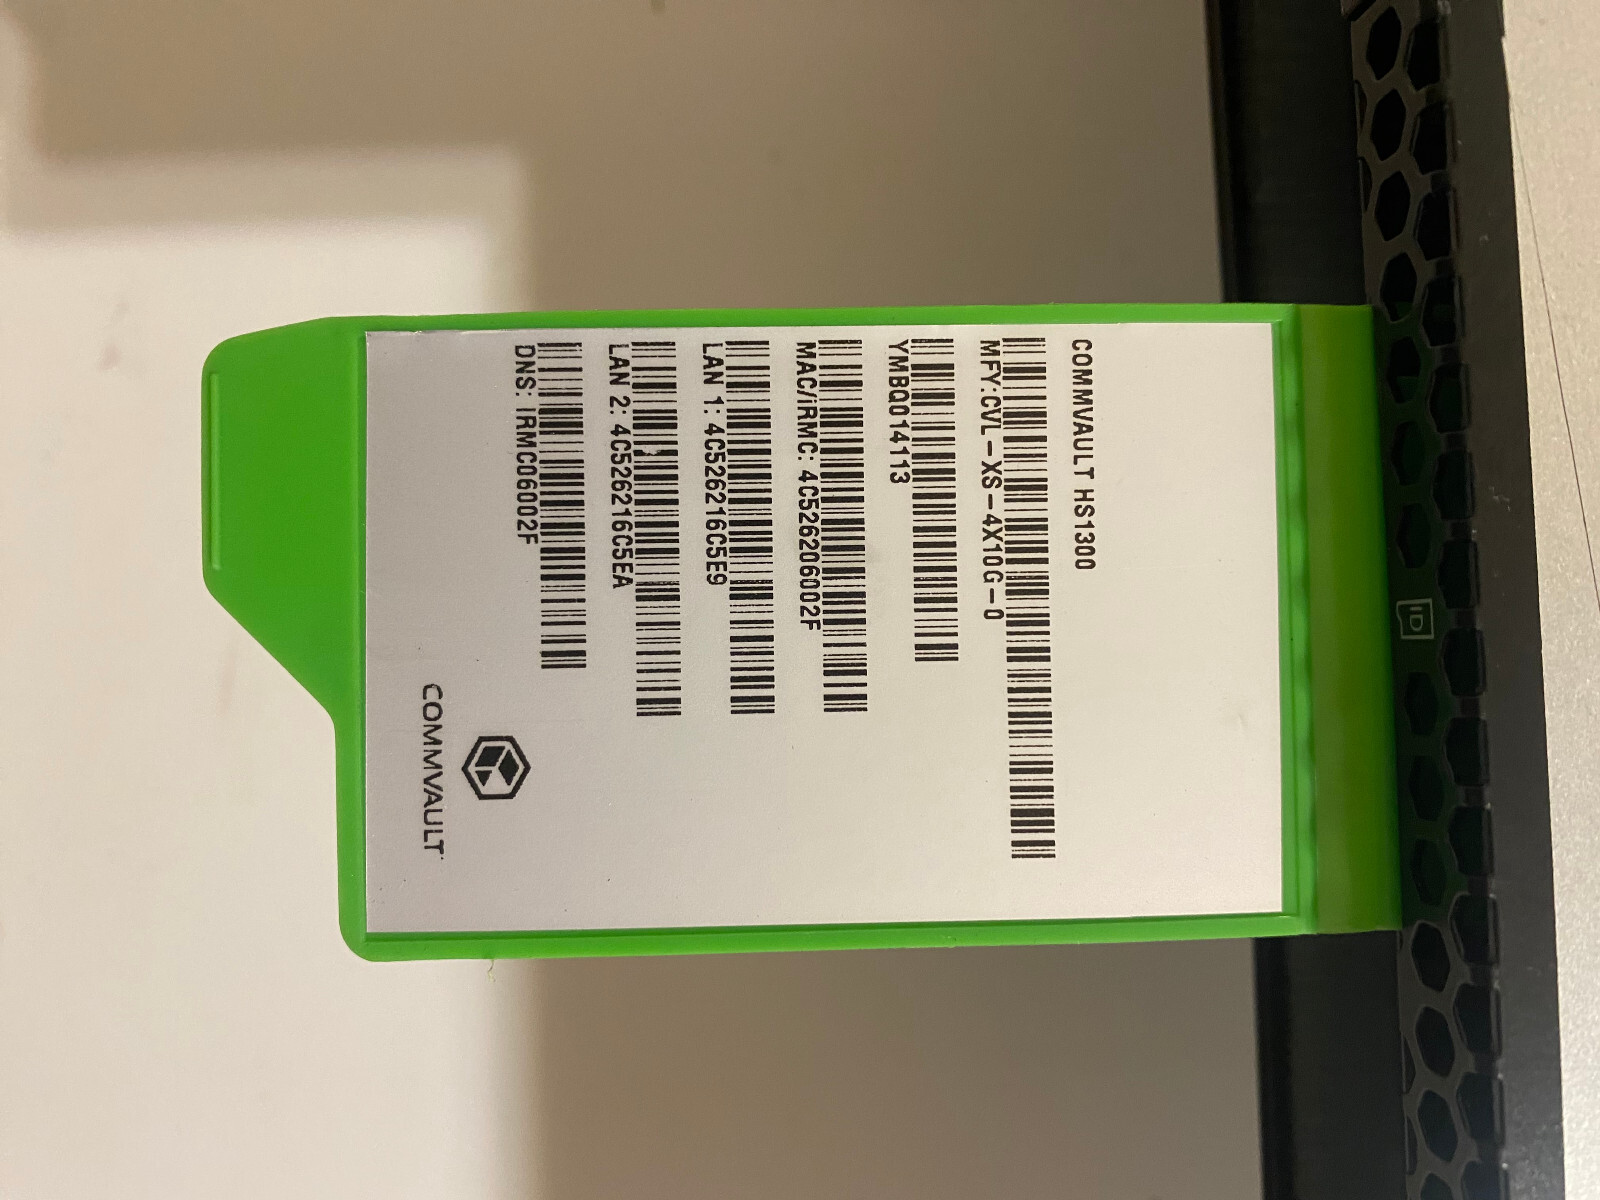 COMMVAULT HS1300
MFY:CVL-XS-4X10G-0
YMBQ014113
MAC/iRMC: 4C526206002F
LAN 1: 4C526216C5E9
LAN 2: 4C526216C5EA
DNS: IRMC06002F
COMMVAULT
ID